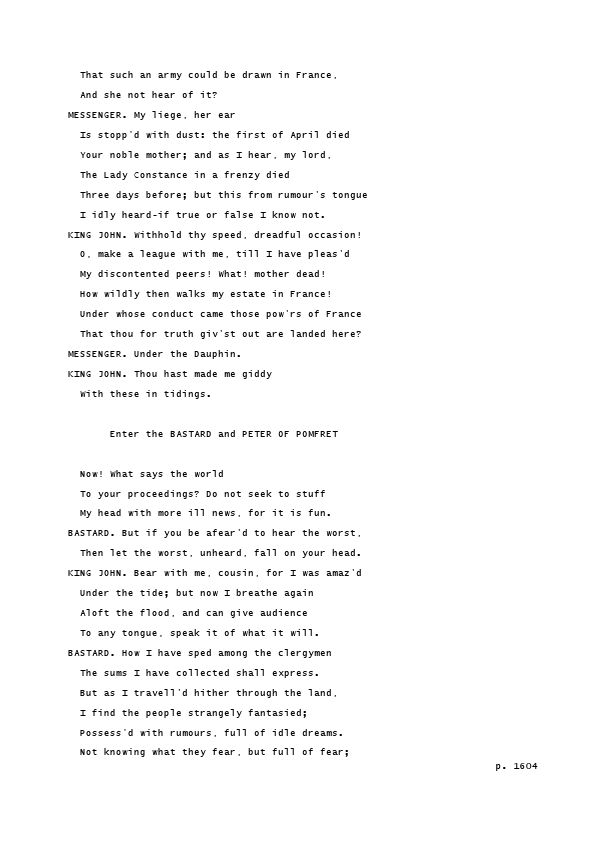 That such an army could be drawn in France,
And she not hear of it?
MESSENGER. My liege, her ear
Is stopp'd with dust: the first of April died
Your noble mother; and as I hear, my lord,
The Lady Constance in a frenzy died
Three days before; but this from rumour's tongue
I idly heard-if true or false I know not.
KING JOHN. Withhold thy speed, dreadful occasion!
O, make a league with me, till I have pleas'd
My discontented peers! What! mother dead!
How wildly then walks my estate in France!
Under whose conduct came those pow'rs of France
That thou for truth giv'st out are landed here?
MESSENGER. Under the Dauphin.
KING JOHN. Thou hast made me giddy
With these in tidings.
Enter the BASTARD and PETER OF POMFRET
Now! What says the world
To your proceedings? Do not seek to stuff
My head with more ill news, for it is fun.
BASTARD. But if you be afear'd to hear the worst,
Then let the worst, unheard, fall on your head.
KING JOHN. Bear with me, cousin, for I was amaz'd
Under the tide; but now I breathe again
Aloft the flood, and can give audience
To any tongue, speak it of what it will.
BASTARD. How I have sped among the clergymen
The sums I have collected shall express.
But as I travell'd hither through the land,
I find the people strangely fantasied;
Possess'd with rumours, full of idle dreams.
Not knowing what they fear, but full of fear;
p. 1604